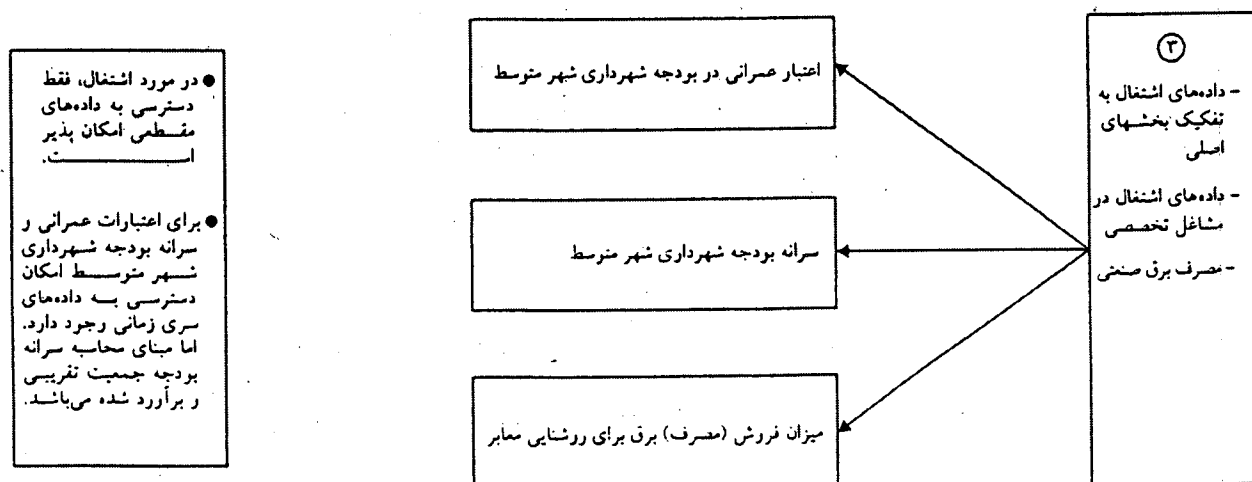 ۳
- داده‌های اشتغال به
تفکیک بخشهای
اصلی
- داده‌های اشتغال در
مشاغل تخصصی
- مصرف برق صنعتی
اعتبار عمرانی در بودجه شهرداری شهر متوسط
سرانه بودجه شهرداری شهر متوسط
میزان فروش (مصرف) برق برای روشنایی معابر
● در مورد اشتغال، فقط
دسترسی به داده‌های
مقطعی امکان پذیر
است.
● برای اعتبارات عمرانی و
سرانه بودجه شهرداری
شهر متوسط امکان
دسترسی به داده‌های
سری زمانی وجود دارد.
اما مبنای محاسبه سرانه
بودجه جمعیت تقریبی
و برآورد شده می‌باشد.